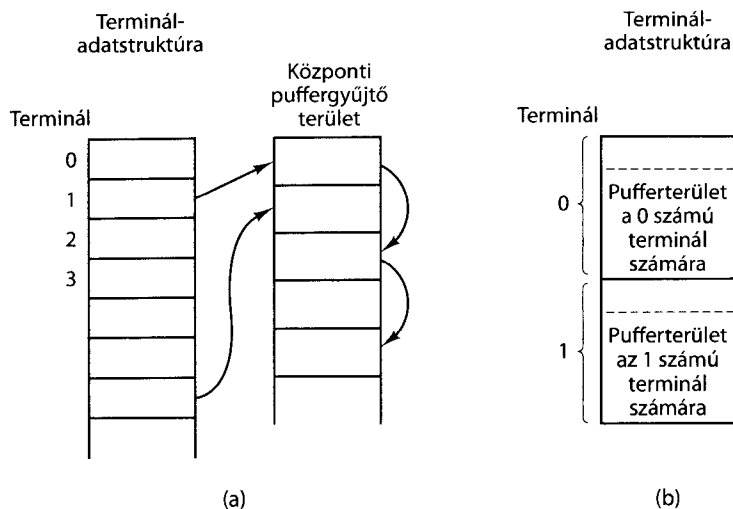 Terminál-
adatstruktúra
Központi
puffergyűjtő
terület
Terminál
0
1
2
3
(a)
Terminál-
adatstruktúra
Terminál
0
Pufferterület
a 0 számú
terminál
számára
1
Pufferterület
az 1 számú
terminál
számára
(b)